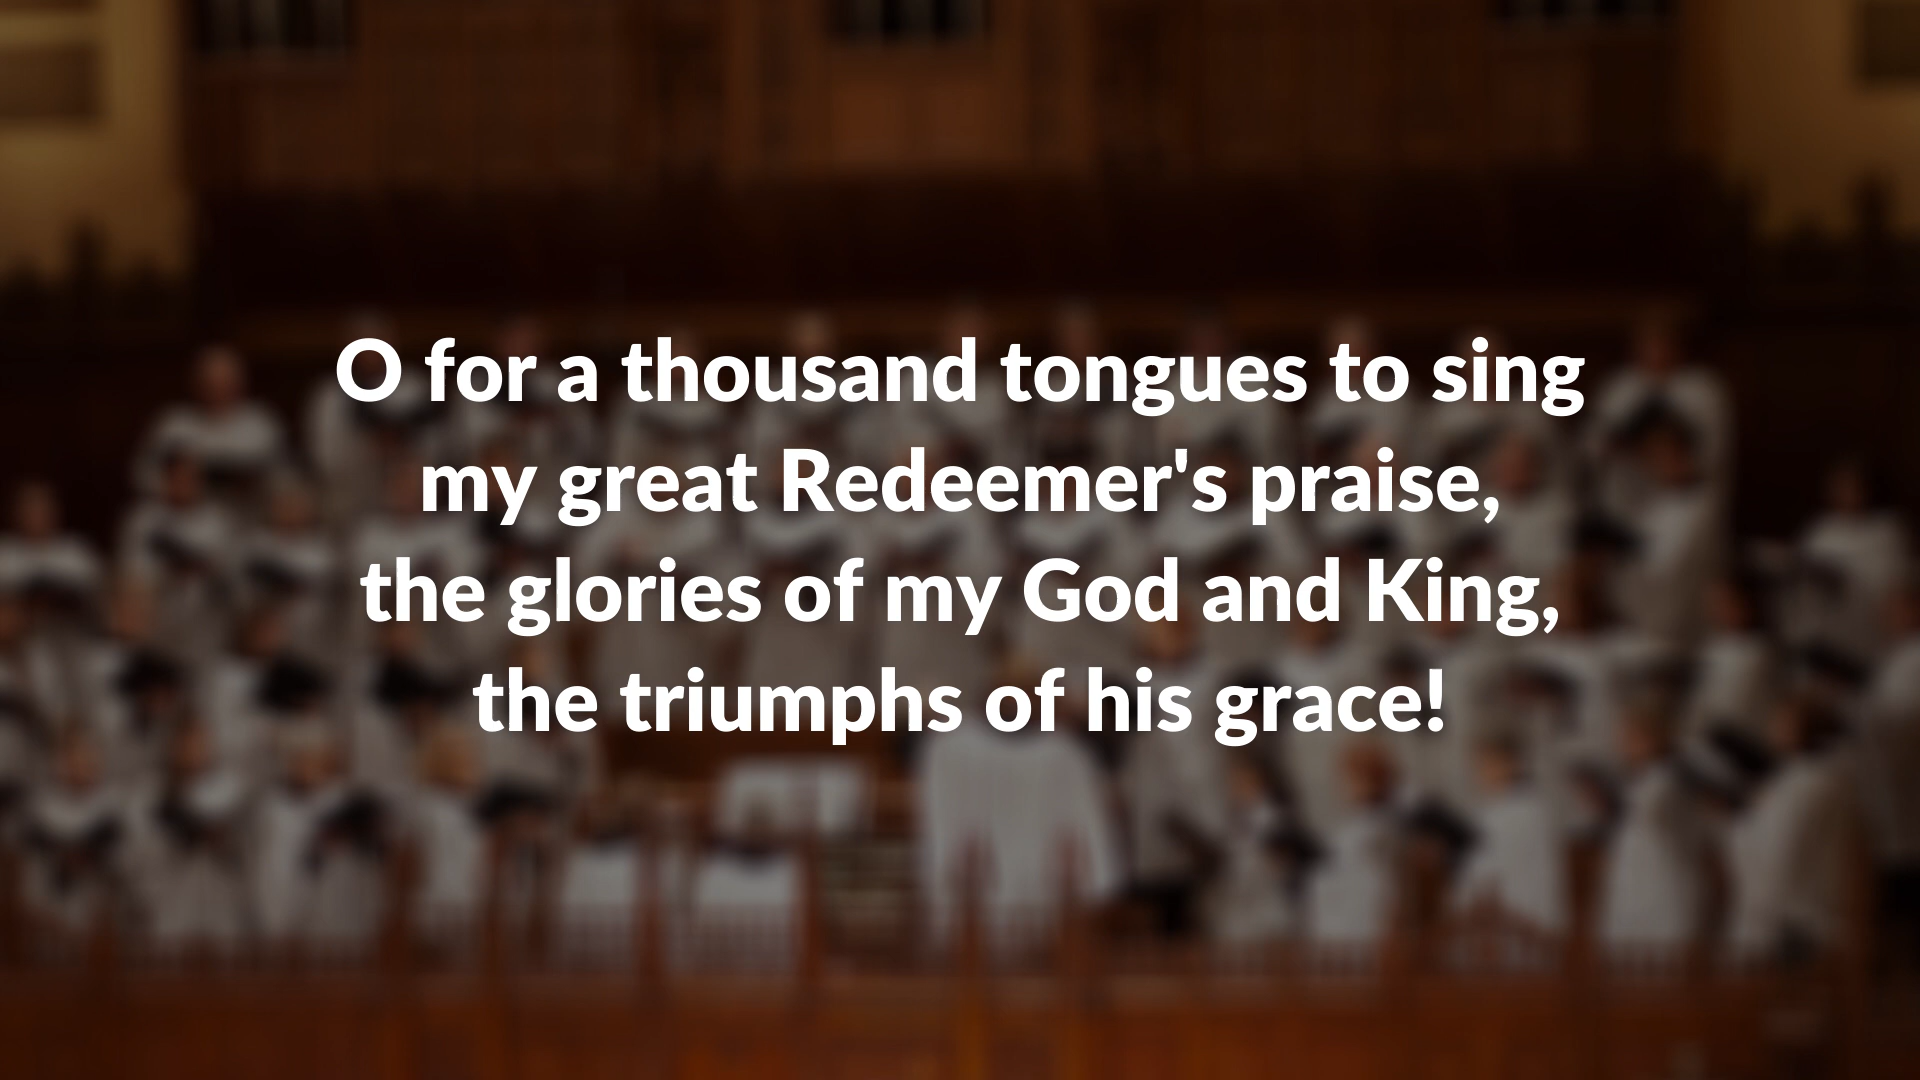 O for a thousand tongues to sing
my great Redeemer's praise,
the glories of my God and King,
the triumphs of his grace!